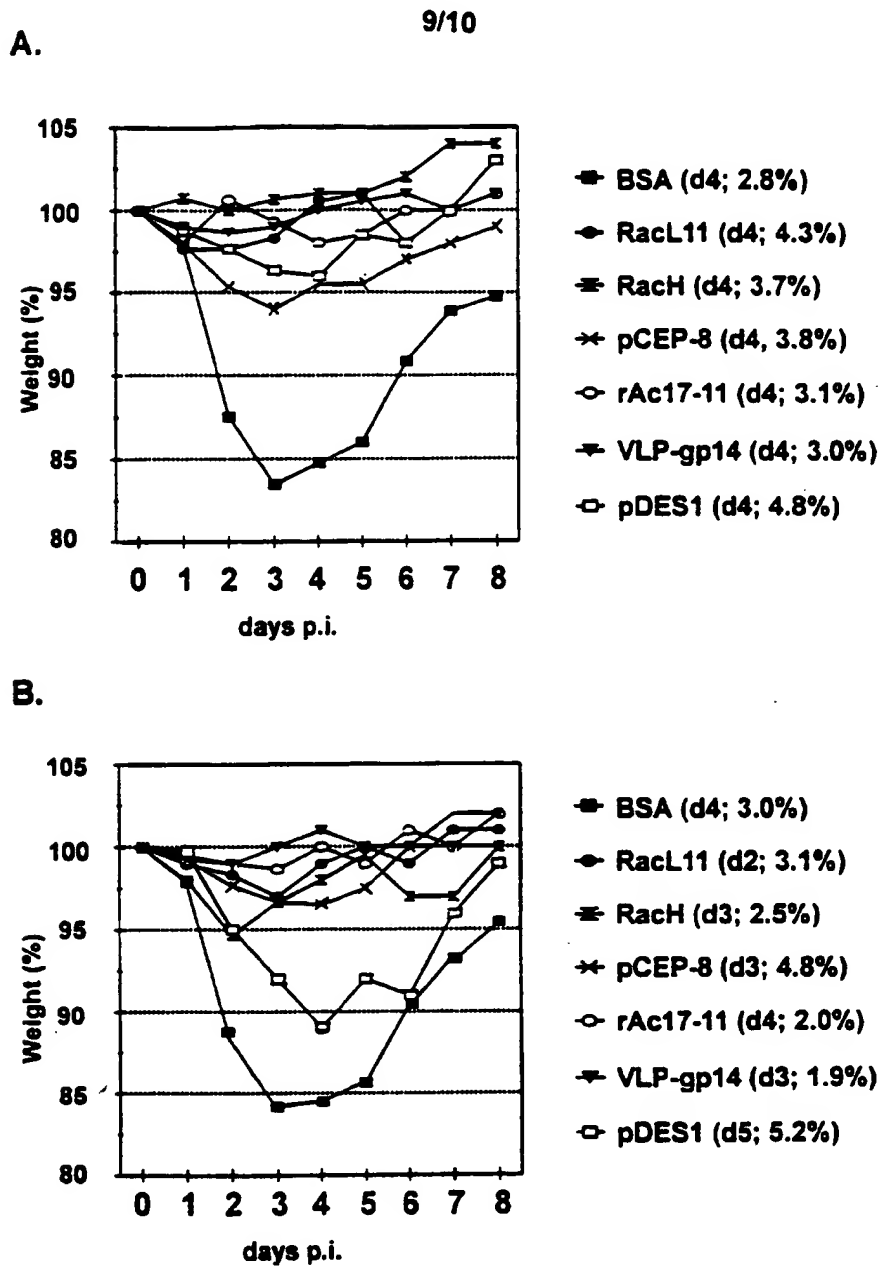 9/10
A.
105
100
95
90
85
80
Weight (%)
0 1 2 3 4 5 6 7 8
days p.i.
BSA (d4; 2.8%)
RacL11 (d4; 4.3%)
RacH (d4; 3.7%)
pCEP-8 (d4, 3.8%)
rAc17-11 (d4; 3.1%)
VLP-gp14 (d4; 3.0%)
pDES1 (d4; 4.8%)
B.
105
100
95
90
85
80
Weight (%)
0 1 2 3 4 5 6 7 8
days p.i.
BSA (d4; 3.0%)
RacL11 (d2; 3.1%)
RacH (d3; 2.5%)
pCEP-8 (d3; 4.8%)
rAc17-11 (d4; 2.0%)
VLP-gp14 (d3; 1.9%)
pDES1 (d5; 5.2%)